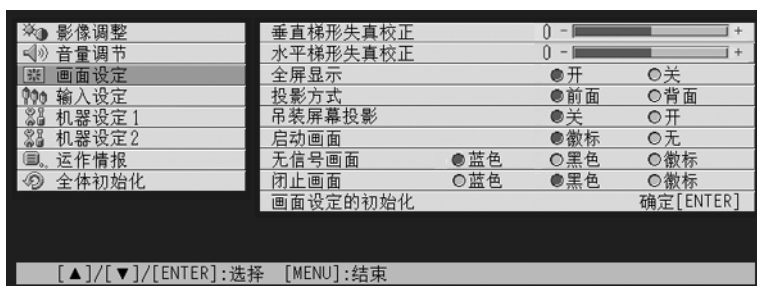 影像调整
音量调节
画面设定
输入设定
机器设定1
机器设定2
运作情报
全体初始化
垂直梯形失真校正 0 - +
水平梯形失真校正 0 - +
全屏显示 开 关
投影方式 前面 背面
吊装屏幕投影 关 开
启动画面 徽标 无
无信号画面 蓝色 黑色 徽标
闭止画面 蓝色 黑色 徽标
画面设定的初始化 确定[ENTER]
[▲]/[▼]/[ENTER]:选择 [MENU]:结束